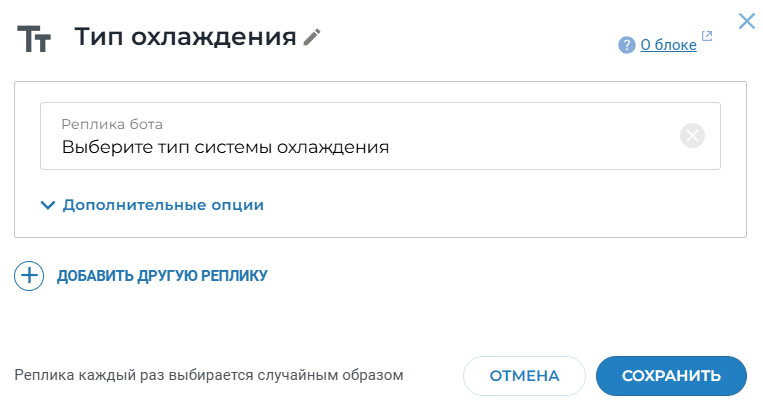 Тт Тип охлаждения
? О блоке
Реплика бота
Выберите тип системы охлаждения
Дополнительные опции
ДОБАВИТЬ ДРУГУЮ РЕПЛИКУ
Реплика каждый раз выбирается случайным образом
ОТМЕНА
СОХРАНИТЬ